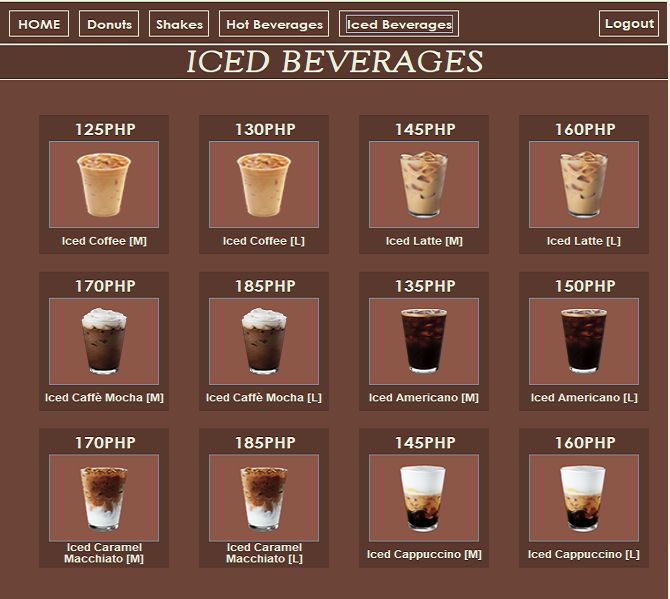 HOME Donuts Shakes Hot Beverages Iced Beverages Logout
ICED BEVERAGES
125PHP 130PHP 145PHP 160PHP
Iced Coffee [M] Iced Coffee [L] Iced Latte [M] Iced Latte [L]
170PHP 185PHP 135PHP 150PHP
Iced Caffè Mocha [M] Iced Caffè Mocha [L] Iced Americano [M] Iced Americano [L]
170PHP 185PHP 145PHP 160PHP
Iced Caramel
Macchiato [M]
Iced Caramel
Macchiato [L]
Iced Cappuccino [M] Iced Cappuccino [L]